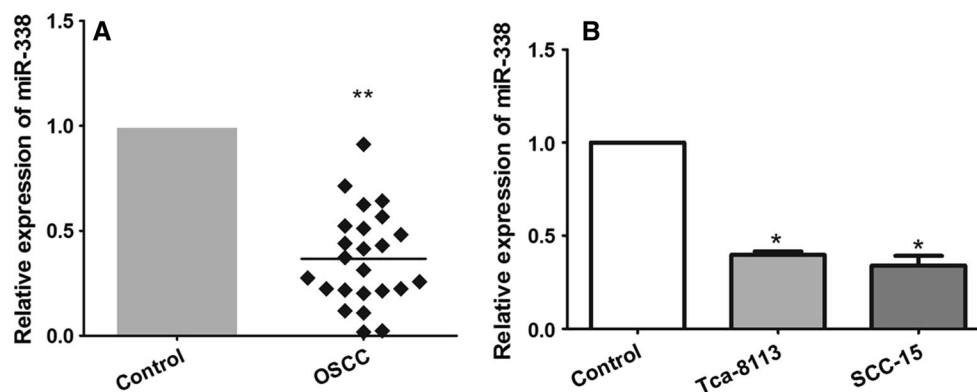 A
Relative expression of miR-338
1.5
1.0
0.5
0.0
**
Control
OSCC
B
Relative expression of miR-338
1.5
1.0
0.5
0.0
*
*
Control
Tca-8113
SCC-15